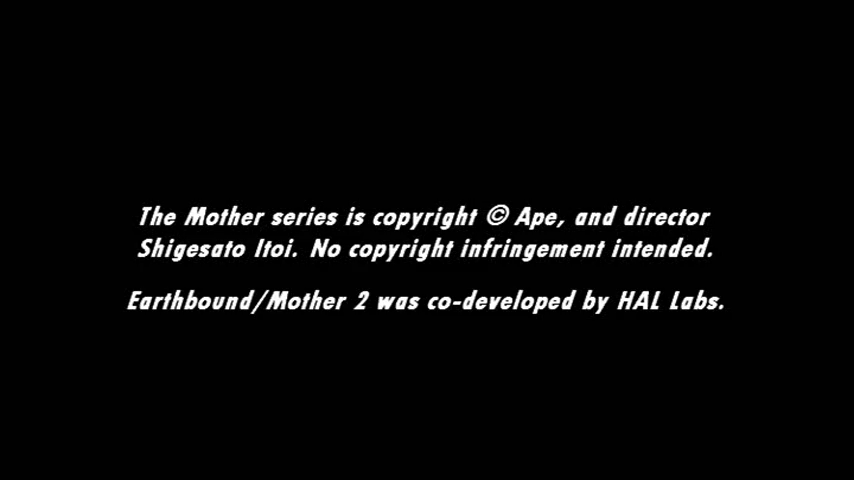 The Mother series is copyright © Ape, and director
Shigesato Itoi. No copyright infringement intended.
Earthbound/Mother 2 was co-developed by HAL Labs.